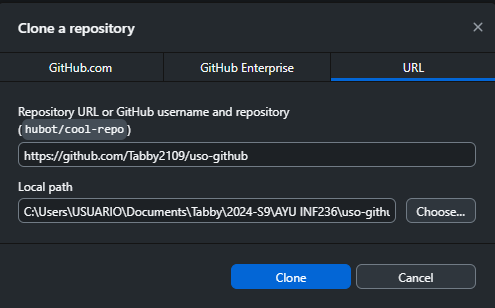 Clone a repository
GitHub.com
GitHub Enterprise
URL
Repository URL or GitHub username and repository
(hubot/cool-repo)
https://github.com/Tabby2109/uso-github
Local path
C:\Users\USUARIO\Documents\Tabby\2024-S9\AYU INF236\uso-githu
Choose...
Clone
Cancel